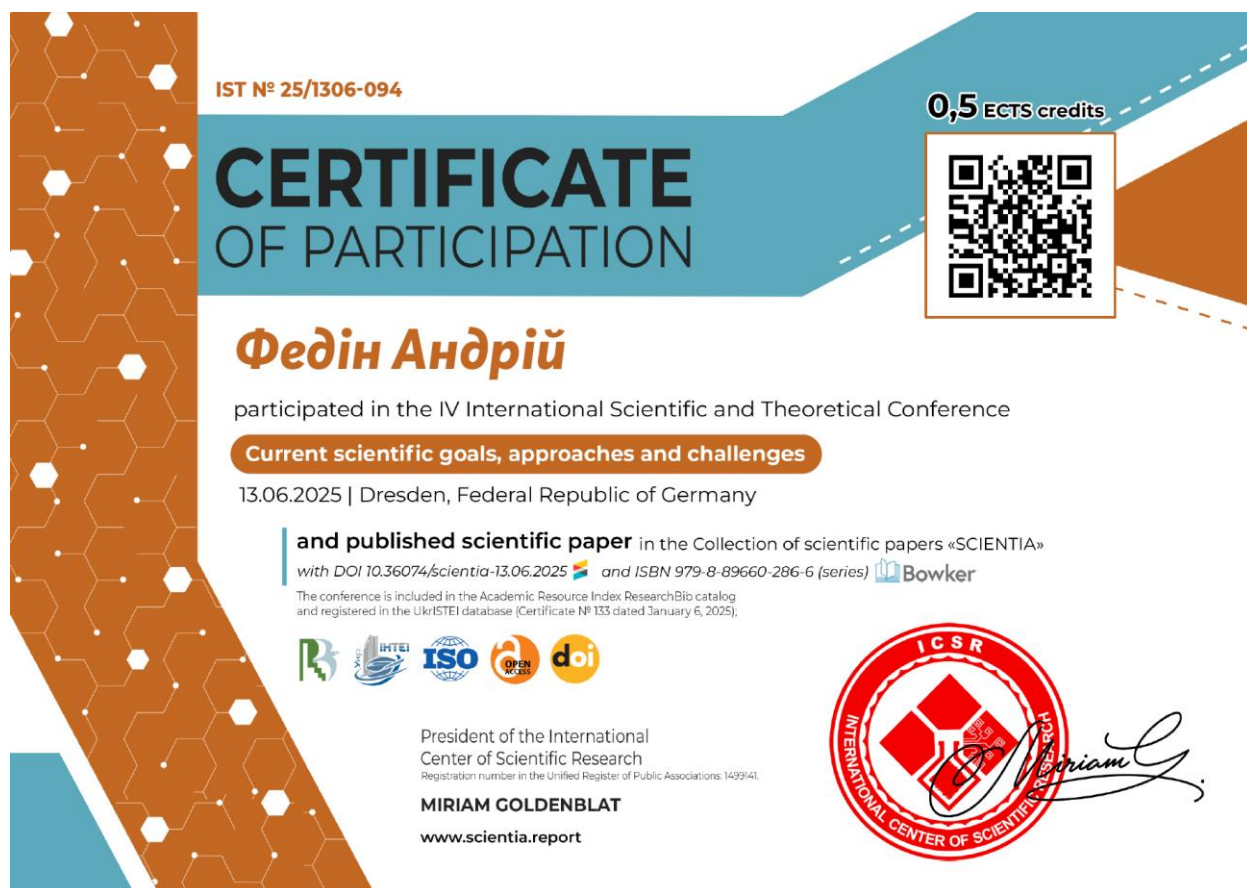 IST № 25/1306-094
0,5 ECTS credits
CERTIFICATE
OF PARTICIPATION
Федін Андрій
participated in the IV International Scientific and Theoretical Conference
Current scientific goals, approaches and challenges
13.06.2025 | Dresden, Federal Republic of Germany
and published scientific paper in the Collection of scientific papers «SCIENTIA»
with DOI 10.36074/scientia-13.06.2025 and ISBN 979-8-89660-286-6 (series) Bowker
The conference is included in the Academic Resource Index ResearchBib catalog
and registered in the UkrISTEI database (Certificate № 133 dated January 6, 2025);
Укр ІНТЕІ
ISO
OPEN
ACCESS
doi
President of the International
Center of Scientific Research
Registration number in the Unified Register of Public Associations: 1499141.
MIRIAM GOLDENBLAT
www.scientia.report
ICSR
INTERNATIONAL CENTER OF SCIENTIFIC RESEARCH
Miriam G.